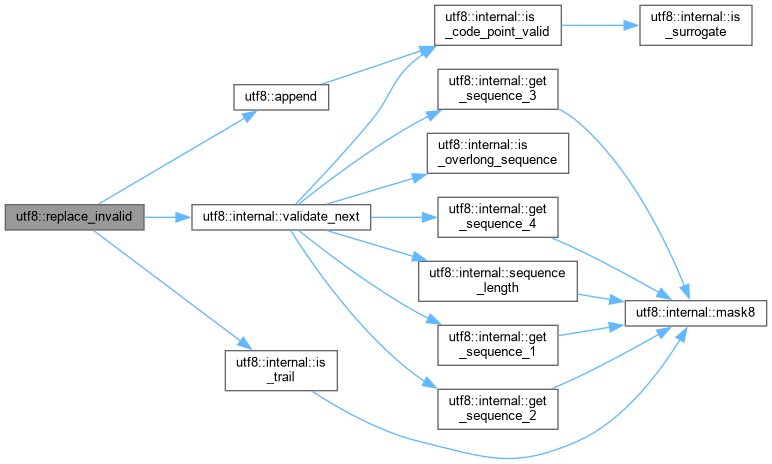 utf8::internal::is
_code_point_valid
utf8::internal::is
_surrogate
utf8::internal::get
_sequence_3
utf8::append
utf8::internal::is
_overlong_sequence
utf8::replace_invalid
utf8::internal::validate_next
utf8::internal::get
_sequence_4
utf8::internal::sequence
_length
utf8::internal::mask8
utf8::internal::get
_sequence_1
utf8::internal::is
_trail
utf8::internal::get
_sequence_2